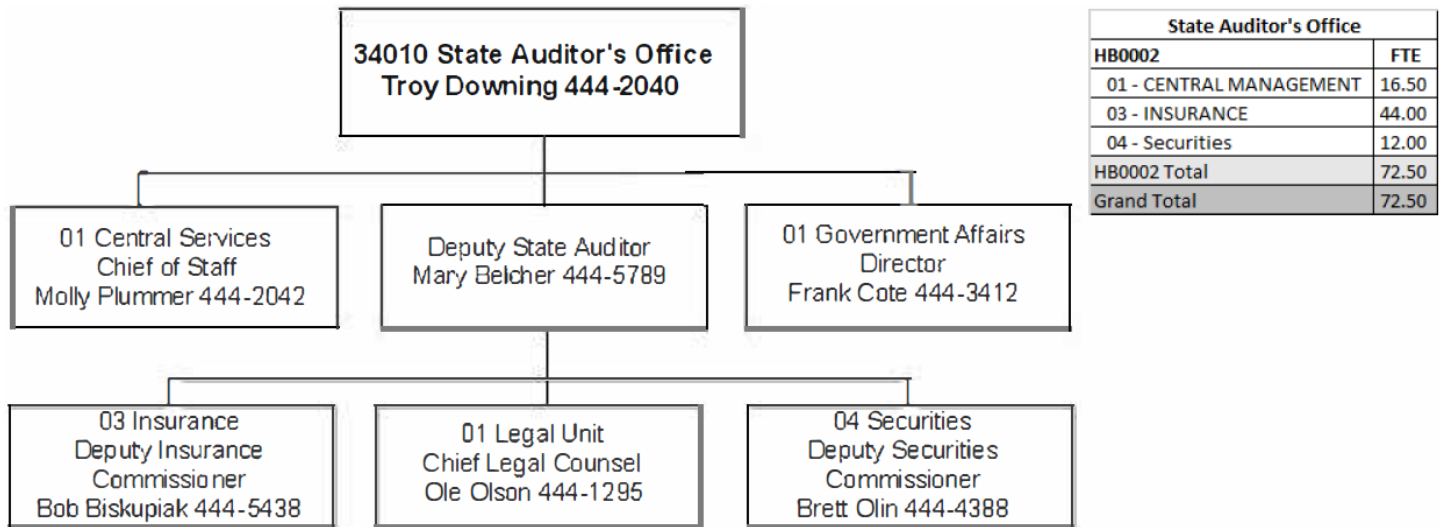 34010 State Auditor's Office
Troy Downing 444-2040
01 Central Services
Chief of Staff
Molly Plummer 444-2042
Deputy State Auditor
Mary Belcher 444-5789
01 Government Affairs
Director
Frank Cote 444-3412
03 Insurance
Deputy Insurance
Commissioner
Bob Biskupiak 444-5438
01 Legal Unit
Chief Legal Counsel
Ole Olson 444-1295
04 Securities
Deputy Securities
Commissioner
Brett Olin 444-4388
State Auditor's Office
HB0002 FTE
01 - CENTRAL MANAGEMENT 16.50
03 - INSURANCE 44.00
04 - Securities 12.00
HB0002 Total 72.50
Grand Total 72.50